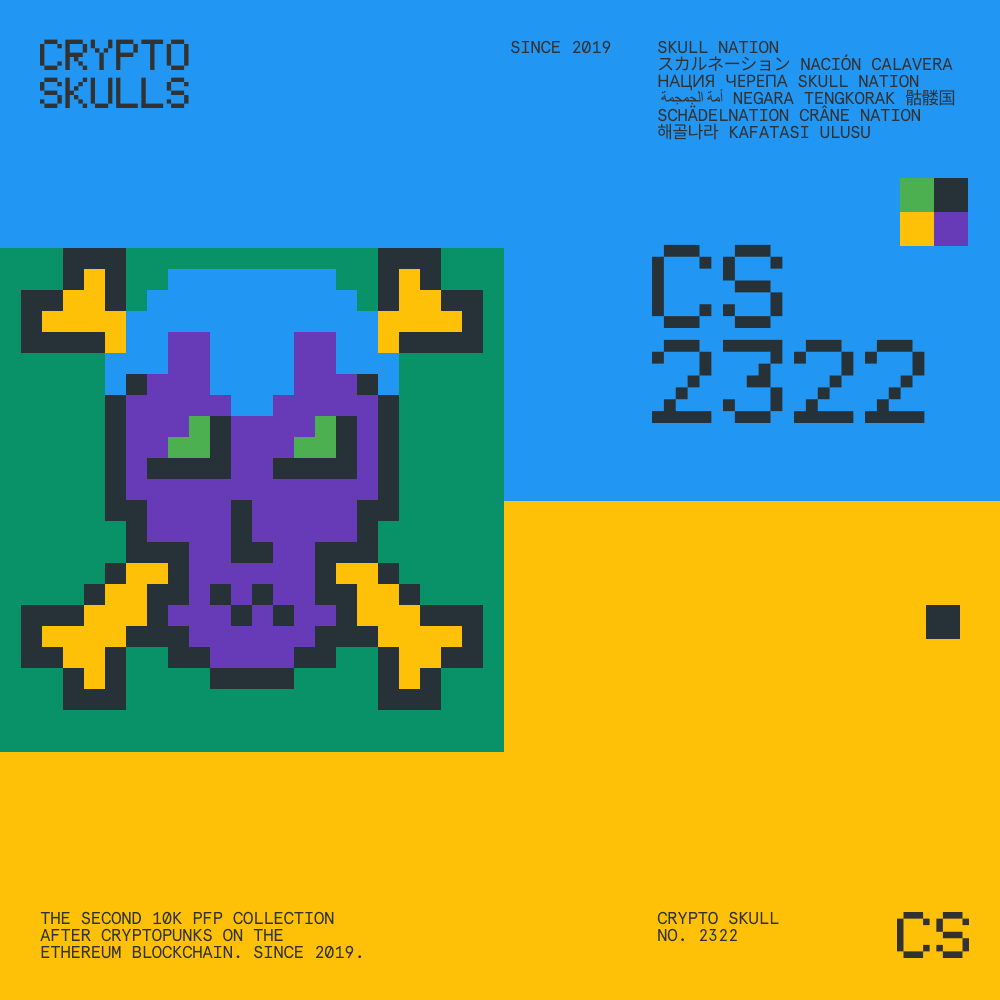 CRYPTO
SKULLS
SINCE 2019
SKULL NATION
スカルネーション NACIÓN CALAVERA
НАЦИЯ ЧЕРЕПА SKULL NATION
أمة الجمجمة NEGARA TENGKORAK 骷髅国
SCHÄDELNATION CRÂNE NATION
해골나라 KAFATASI ULUSU
CS
2322
THE SECOND 10K PFP COLLECTION
AFTER CRYPTOPUNKS ON THE
ETHEREUM BLOCKCHAIN. SINCE 2019.
CRYPTO SKULL
NO. 2322
CS